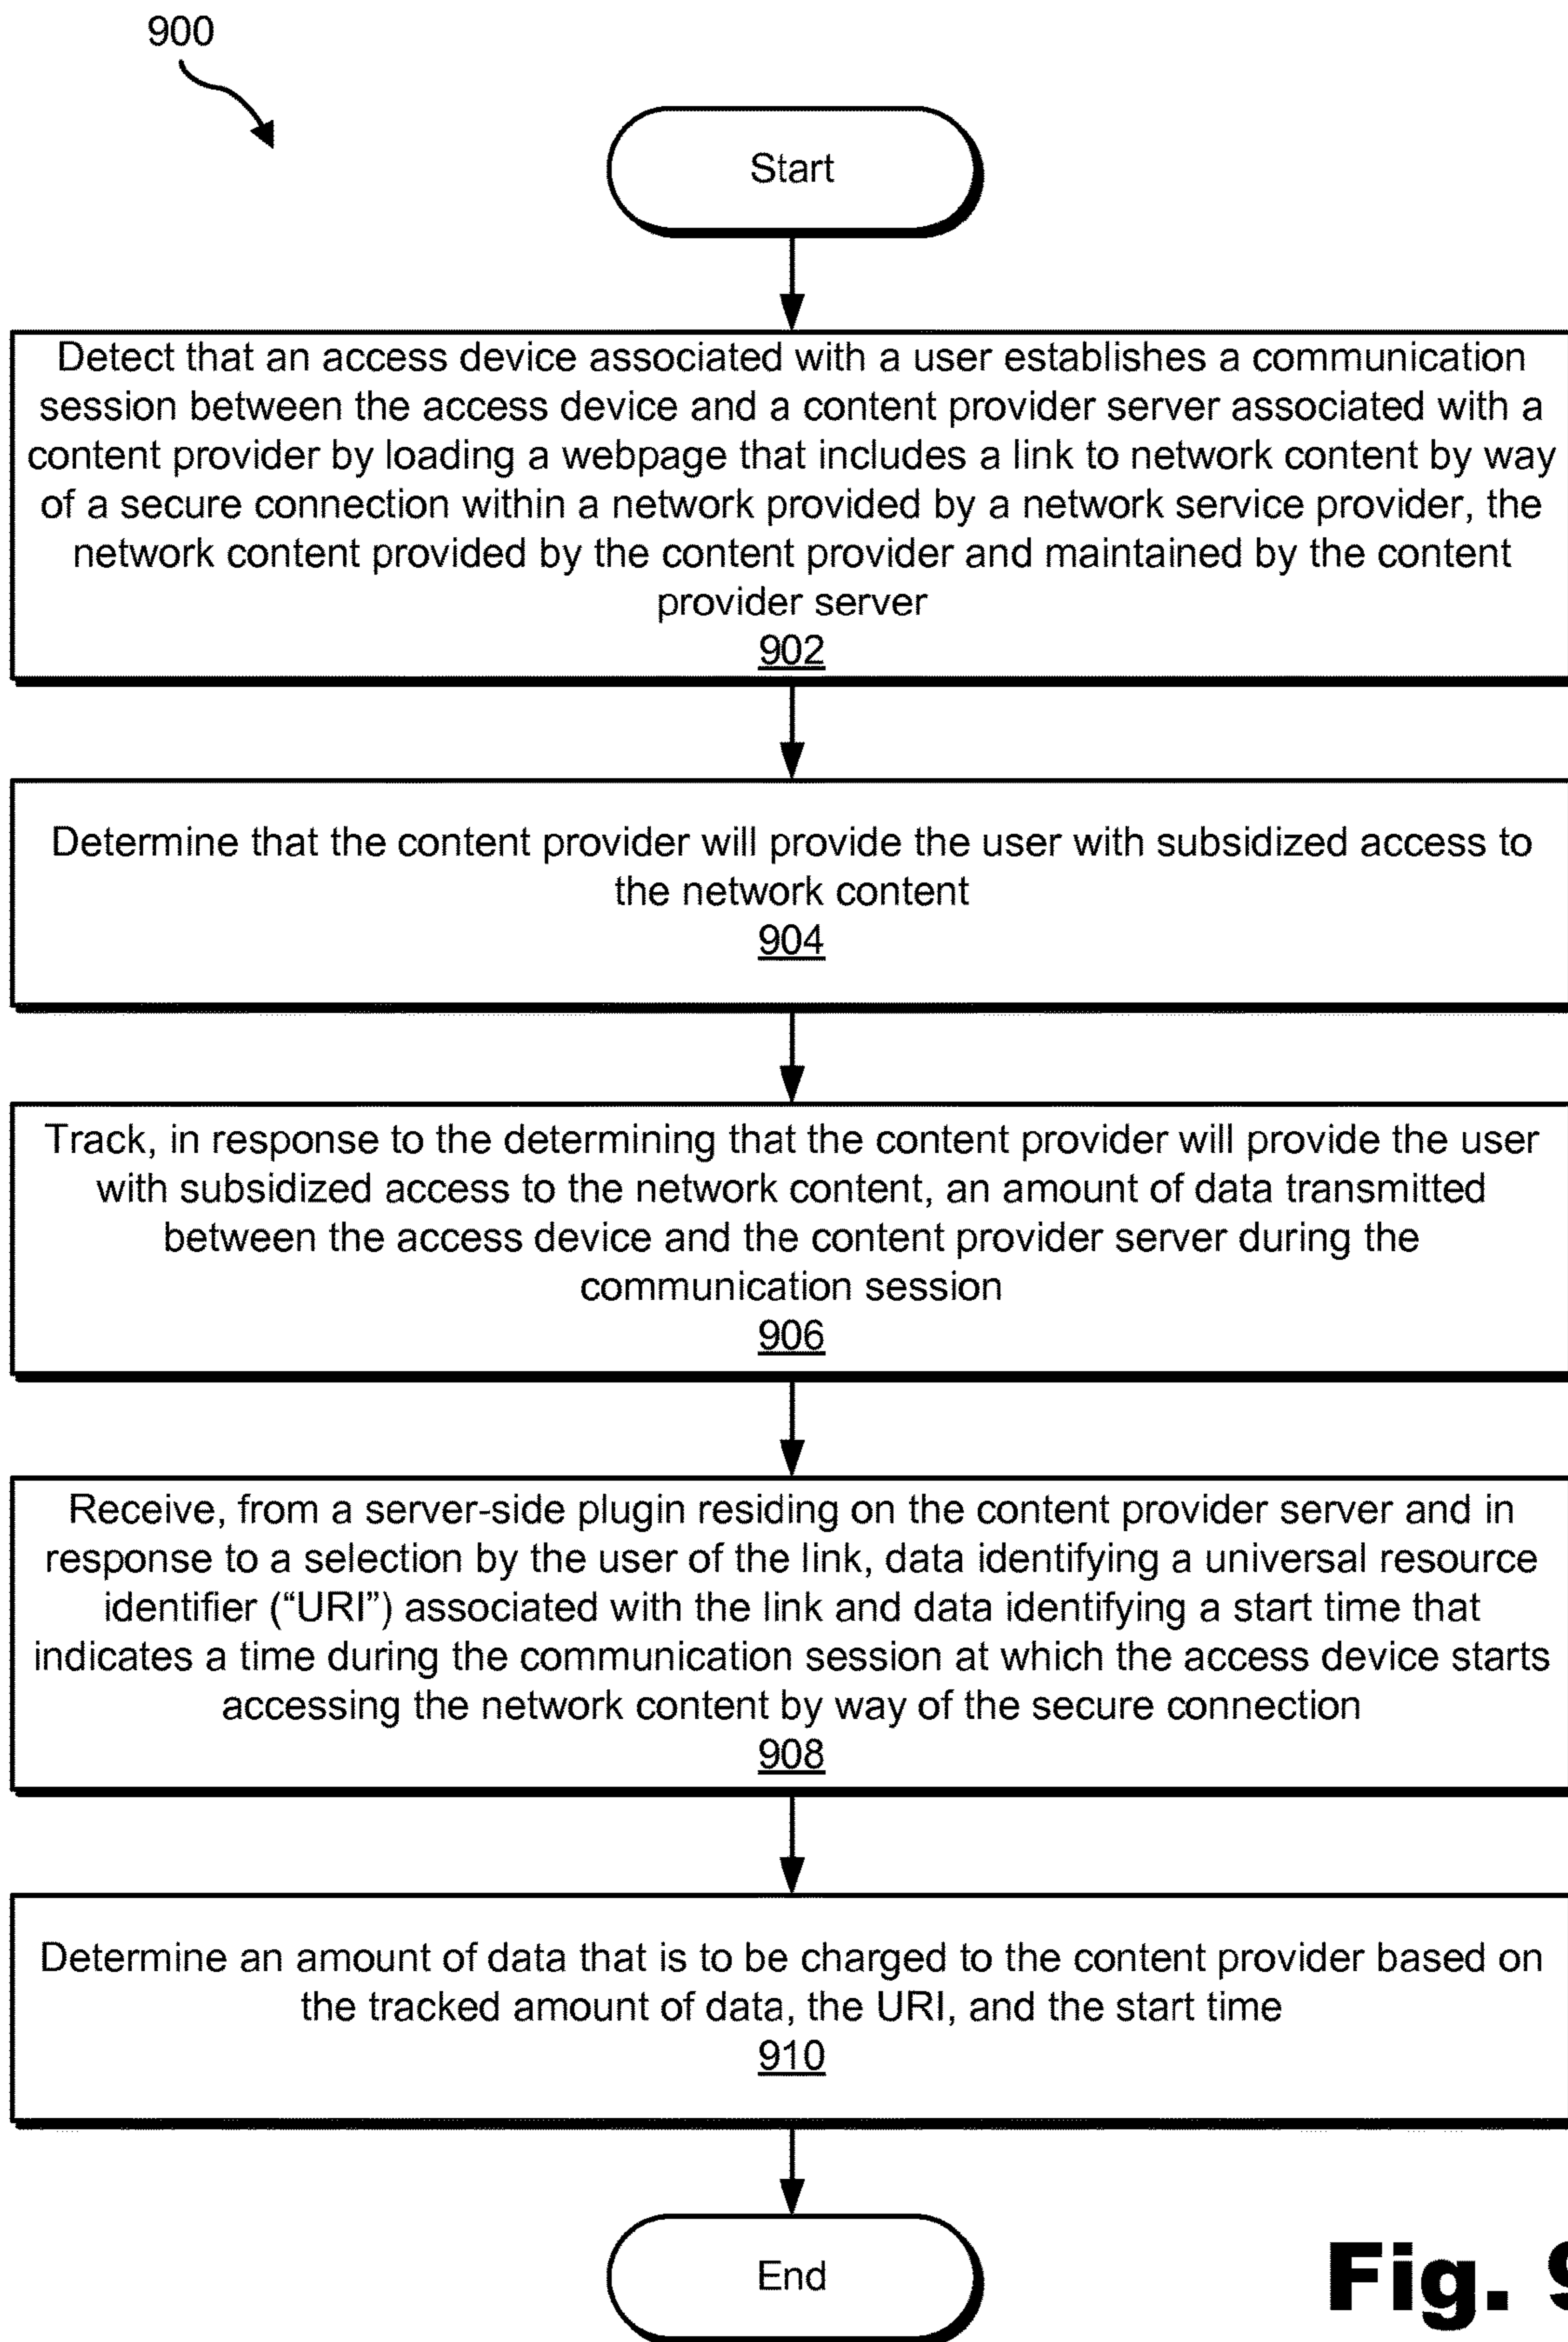 900
Start
Detect that an access device associated with a user establishes a communication
session between the access device and a content provider server associated with a
content provider by loading a webpage that includes a link to network content by way
of a secure connection within a network provided by a network service provider, the
network content provided by the content provider and maintained by the content
provider server
902
Determine that the content provider will provide the user with subsidized access to
the network content
904
Track, in response to the determining that the content provider will provide the user
with subsidized access to the network content, an amount of data transmitted
between the access device and the content provider server during the
communication session
906
Receive, from a server-side plugin residing on the content provider server and in
response to a selection by the user of the link, data identifying a universal resource
identifier (“URI”) associated with the link and data identifying a start time that
indicates a time during the communication session at which the access device starts
accessing the network content by way of the secure connection
908
Determine an amount of data that is to be charged to the content provider based on
the tracked amount of data, the URI, and the start time
910
End
Fig. 9